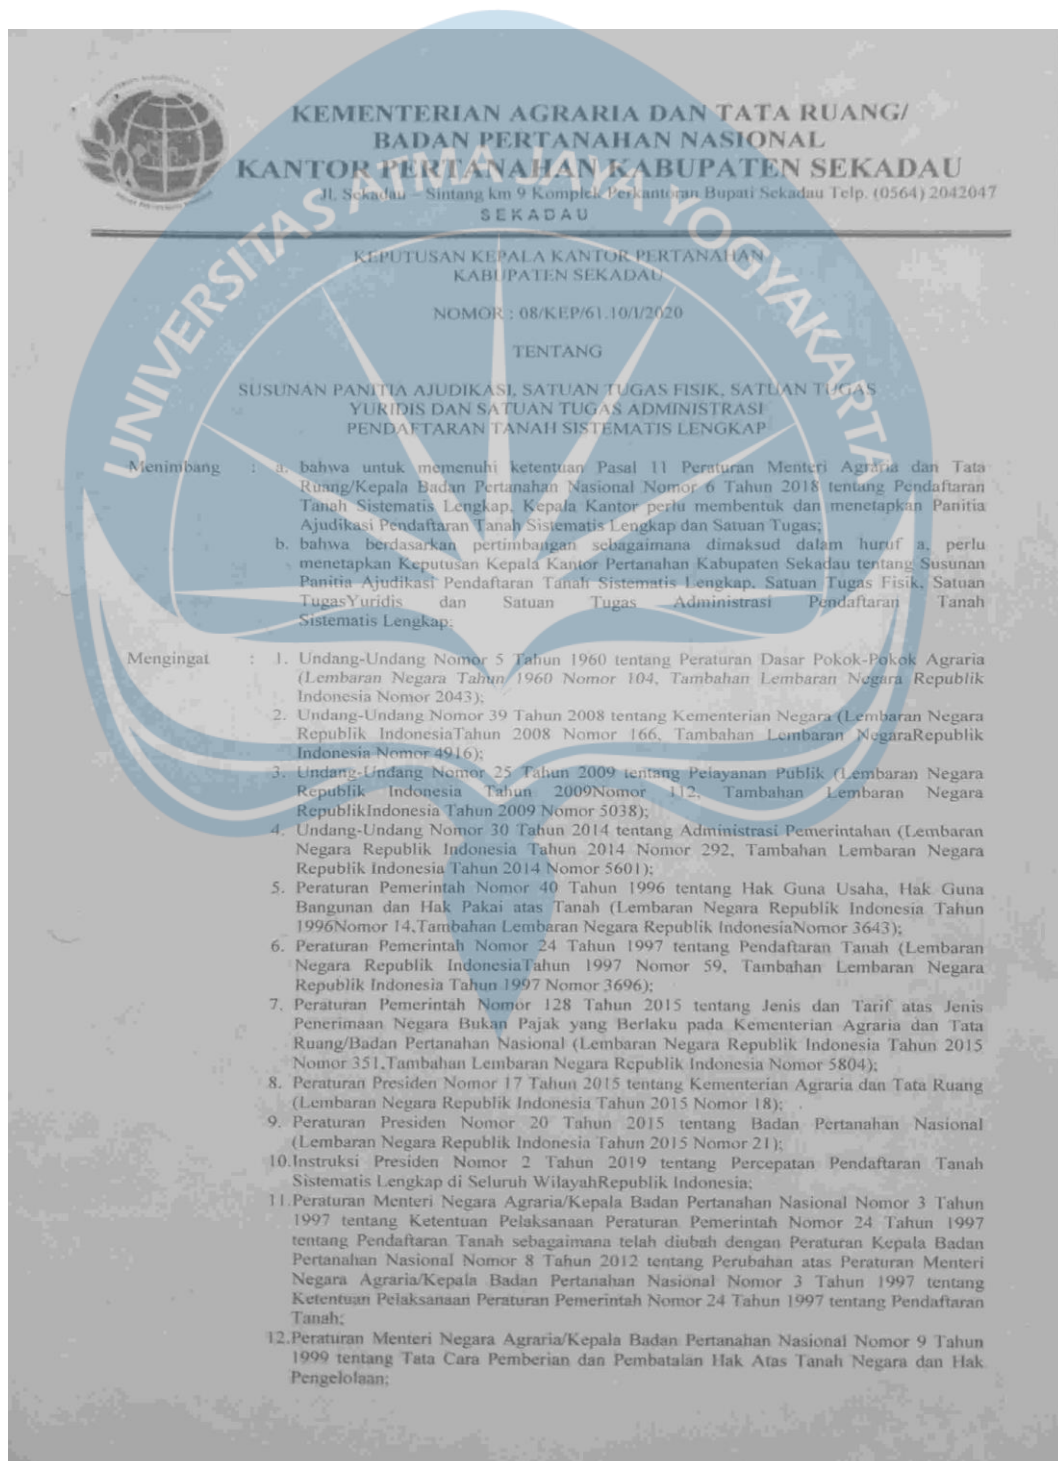 KEMENTERIAN AGRARIA DAN TATA RUANG/
BADAN PERTANAHAN NASIONAL
KANTOR PERTANAHAN KABUPATEN SEKADAU
Jl. Sekadau – Sintang km 9 Komplek Perkantoran Bupati Sekadau Telp. (0564) 2042047
SEKADAU
UNIVERSITAS ATMA JAYA YOGYAKARTA
KEPUTUSAN KEPALA KANTOR PERTANAHAN
KABUPATEN SEKADAU
NOMOR : 08/KEP/61.10/I/2020
TENTANG
SUSUNAN PANITIA AJUDIKASI, SATUAN TUGAS FISIK, SATUAN TUGAS
YURIDIS DAN SATUAN TUGAS ADMINISTRASI
PENDAFTARAN TANAH SISTEMATIS LENGKAP
Menimbang : a. bahwa untuk memenuhi ketentuan Pasal 11 Peraturan Menteri Agraria dan Tata
Ruang/Kepala Badan Pertanahan Nasional Nomor 6 Tahun 2018 tentang Pendaftaran
Tanah Sistematis Lengkap, Kepala Kantor perlu membentuk dan menetapkan Panitia
Ajudikasi Pendaftaran Tanah Sistematis Lengkap dan Satuan Tugas;
b. bahwa berdasarkan pertimbangan sebagaimana dimaksud dalam huruf a, perlu
menetapkan Keputusan Kepala Kantor Pertanahan Kabupaten Sekadau tentang Susunan
Panitia Ajudikasi Pendaftaran Tanah Sistematis Lengkap, Satuan Tugas Fisik, Satuan
TugasYuridis dan Satuan Tugas Administrasi Pendaftaran Tanah
Sistematis Lengkap;
Mengingat : 1. Undang-Undang Nomor 5 Tahun 1960 tentang Peraturan Dasar Pokok-Pokok Agraria
(Lembaran Negara Tahun 1960 Nomor 104, Tambahan Lembaran Negara Republik
Indonesia Nomor 2043);
2. Undang-Undang Nomor 39 Tahun 2008 tentang Kementerian Negara (Lembaran Negara
Republik IndonesiaTahun 2008 Nomor 166, Tambahan Lembaran NegaraRepublik
Indonesia Nomor 4916);
3. Undang-Undang Nomor 25 Tahun 2009 tentang Pelayanan Publik (Lembaran Negara
Republik Indonesia Tahun 2009Nomor 112, Tambahan Lembaran Negara
RepublikIndonesia Tahun 2009 Nomor 5038);
4. Undang-Undang Nomor 30 Tahun 2014 tentang Administrasi Pemerintahan (Lembaran
Negara Republik Indonesia Tahun 2014 Nomor 292, Tambahan Lembaran Negara
Republik Indonesia Tahun 2014 Nomor 5601);
5. Peraturan Pemerintah Nomor 40 Tahun 1996 tentang Hak Guna Usaha, Hak Guna
Bangunan dan Hak Pakai atas Tanah (Lembaran Negara Republik Indonesia Tahun
1996Nomor 14,Tambahan Lembaran Negara Republik IndonesiaNomor 3643);
6. Peraturan Pemerintah Nomor 24 Tahun 1997 tentang Pendaftaran Tanah (Lembaran
Negara Republik IndonesiaTahun 1997 Nomor 59, Tambahan Lembaran Negara
Republik Indonesia Tahun 1997 Nomor 3696);
7. Peraturan Pemerintah Nomor 128 Tahun 2015 tentang Jenis dan Tarif atas Jenis
Penerimaan Negara Bukan Pajak yang Berlaku pada Kementerian Agraria dan Tata
Ruang/Badan Pertanahan Nasional (Lembaran Negara Republik Indonesia Tahun 2015
Nomor 351,Tambahan Lembaran Negara Republik Indonesia Nomor 5804);
8. Peraturan Presiden Nomor 17 Tahun 2015 tentang Kementerian Agraria dan Tata Ruang
(Lembaran Negara Republik Indonesia Tahun 2015 Nomor 18);
9. Peraturan Presiden Nomor 20 Tahun 2015 tentang Badan Pertanahan Nasional
(Lembaran Negara Republik Indonesia Tahun 2015 Nomor 21);
10.Instruksi Presiden Nomor 2 Tahun 2019 tentang Percepatan Pendaftaran Tanah
Sistematis Lengkap di Seluruh WilayahRepublik Indonesia;
11.Peraturan Menteri Negara Agraria/Kepala Badan Pertanahan Nasional Nomor 3 Tahun
1997 tentang Ketentuan Pelaksanaan Peraturan Pemerintah Nomor 24 Tahun 1997
tentang Pendaftaran Tanah sebagaimana telah diubah dengan Peraturan Kepala Badan
Pertanahan Nasional Nomor 8 Tahun 2012 tentang Perubahan atas Peraturan Menteri
Negara Agraria/Kepala Badan Pertanahan Nasional Nomor 3 Tahun 1997 tentang
Ketentuan Pelaksanaan Peraturan Pemerintah Nomor 24 Tahun 1997 tentang Pendaftaran
Tanah;
12.Peraturan Menteri Negara Agraria/Kepala Badan Pertanahan Nasional Nomor 9 Tahun
1999 tentang Tata Cara Pemberian dan Pembatalan Hak Atas Tanah Negara dan Hak
Pengelolaan;